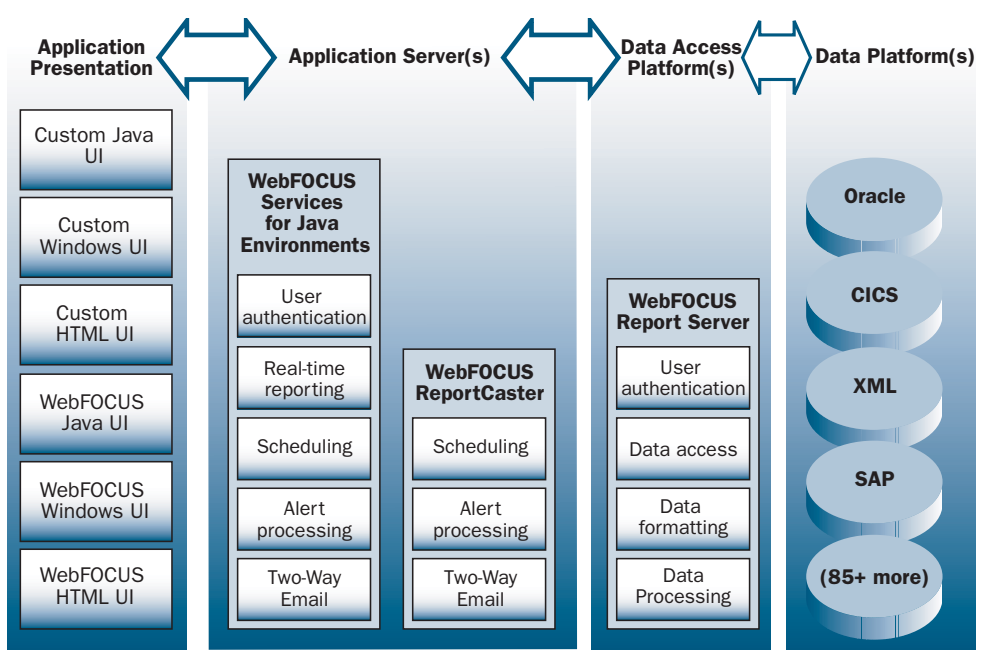 Application
Presentation
Application Server(s)
Data Access
Platform(s)
Data Platform(s)
Custom Java
UI
Custom
Windows UI
Custom
HTML UI
WebFOCUS
Java UI
WebFOCUS
Windows UI
WebFOCUS
HTML UI
WebFOCUS
Services
for Java
Environments
User
authentication
Real-time
reporting
Scheduling
Alert
processing
Two-Way
Email
WebFOCUS
ReportCaster
Scheduling
Alert
processing
Two-Way
Email
WebFOCUS
Report Server
User
authentication
Data access
Data
formatting
Data
Processing
Oracle
CICS
XML
SAP
(85+ more)